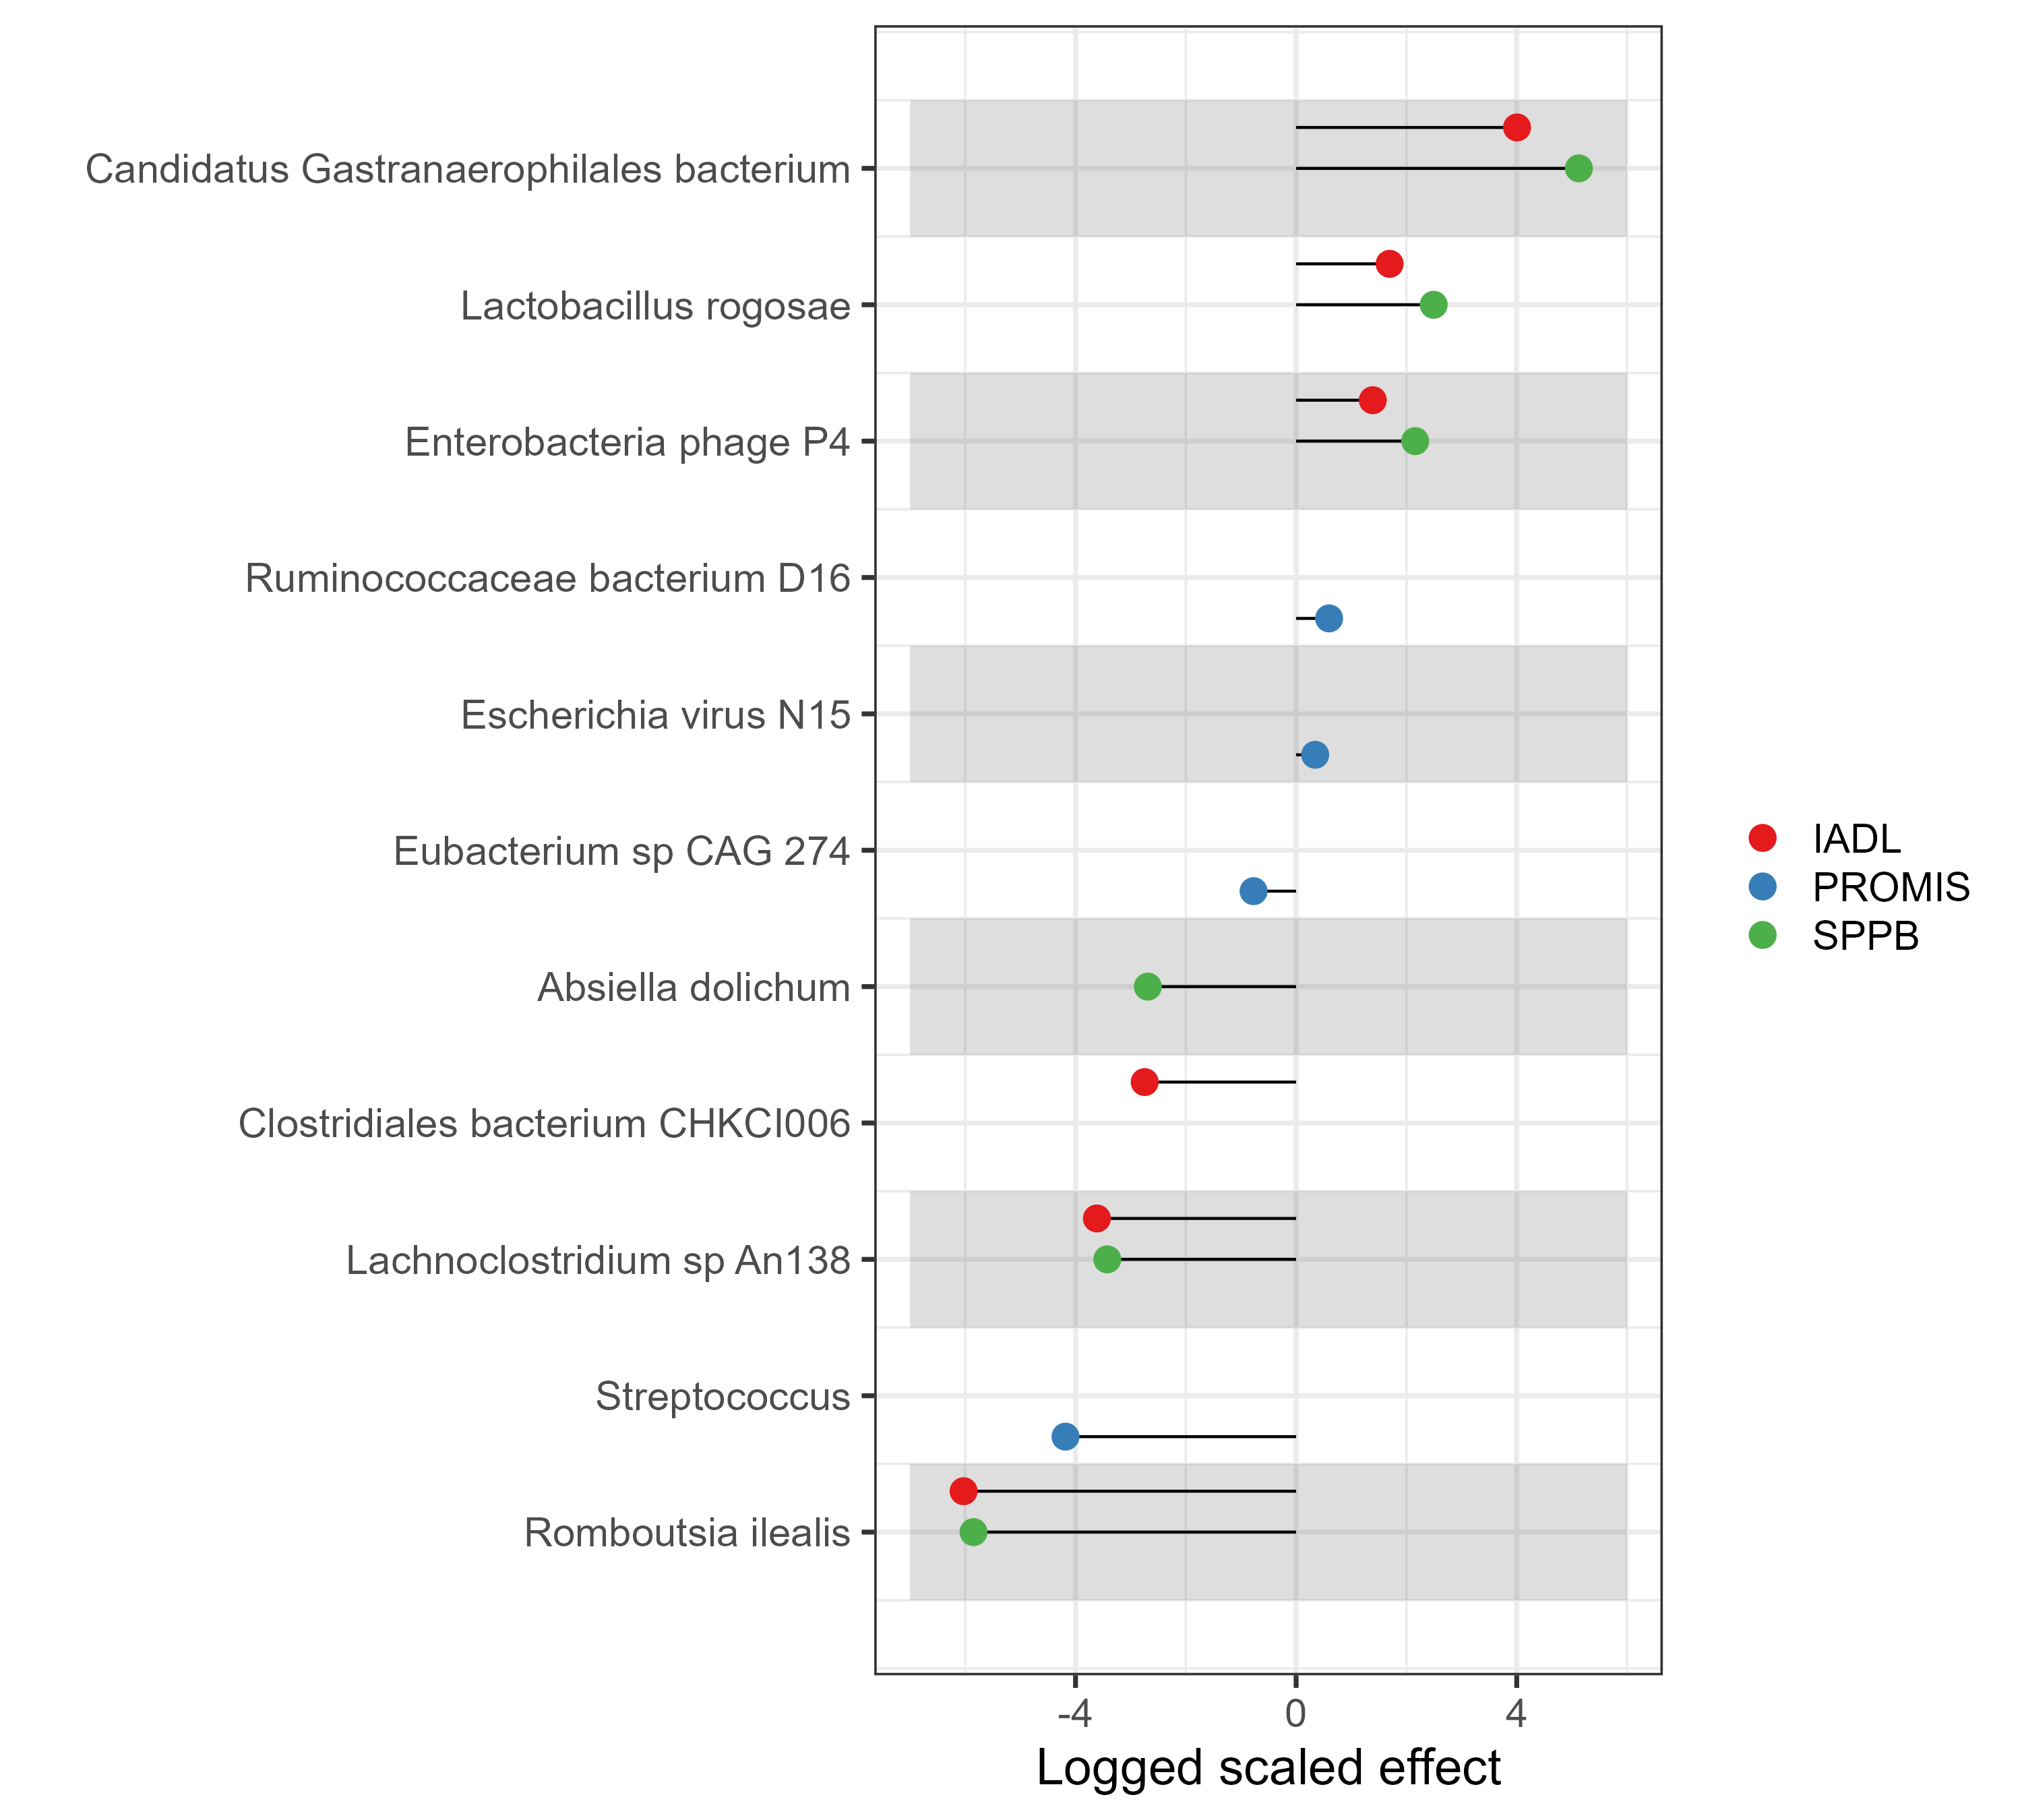 Candidatus Gastranaerophilales bacterium
Lactobacillus rogosae
Enterobacteria phage P4
Ruminococcaceae bacterium D16
Escherichia virus N15
Eubacterium sp CAG 274
Absiella dolichum
Clostridiales bacterium CHKCI006
Lachnoclostridium sp An138
Streptococcus
Romboutsia ilealis
-4 0 4
Logged scaled effect
IADL
PROMIS
SPPB